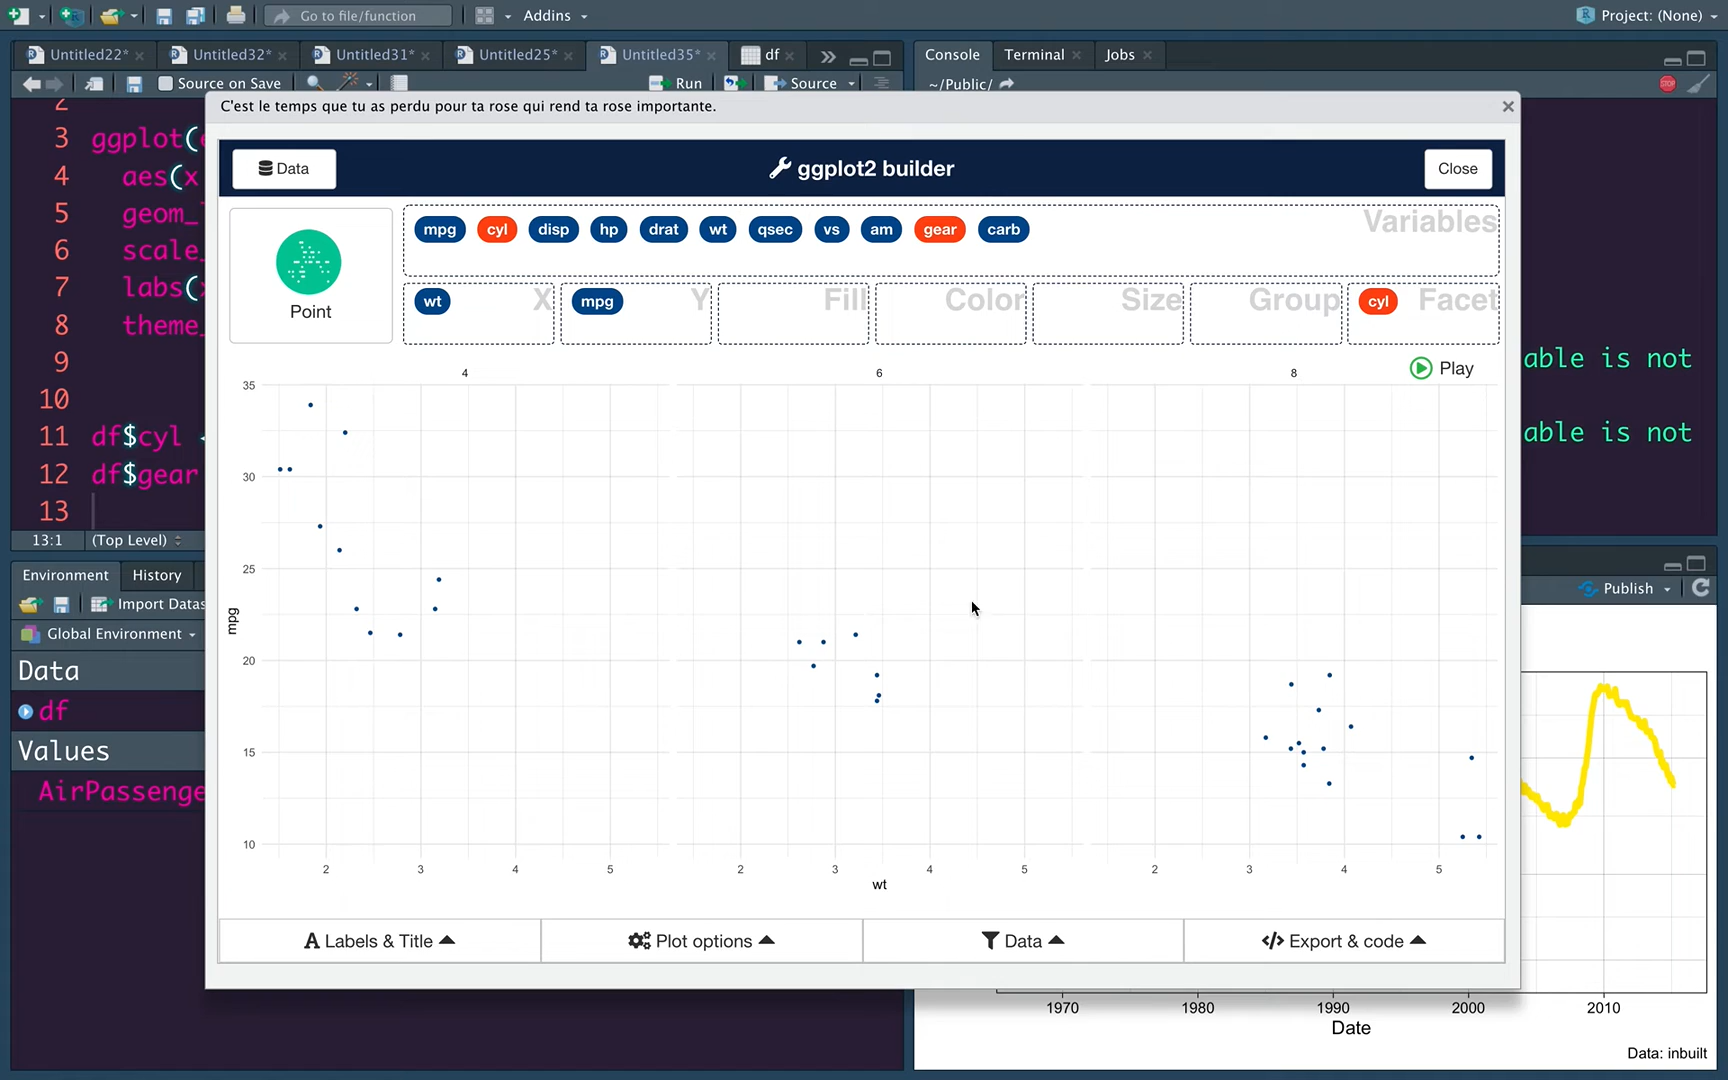 Go to file/function
Addins
Project: (None)
Untitled22*
Untitled32*
Untitled31*
Untitled25*
Untitled35*
df
Console
Terminal
Jobs
Source on Save
Run
Source
~/Public/
C'est le temps que tu as perdu pour ta rose qui rend ta rose importante.
Data
ggplot2 builder
Close
Point
mpg cyl disp hp drat wt qsec vs am gear carb
Variables
wt X
mpg Y
Fill
Color
Size
Group
cyl Facet
2
3 ggplot(
4 aes(x
5 geom_
6 scale_
7 labs(
8 theme_
9
10
11 df$cyl
12 df$gear
13
13:1 (Top Level)
able is not
able is not
Play
4
6
8
35
30
25
20
15
10
mpg
2 3 4 5
2 3 4 5
2 3 4 5
wt
Labels & Title
Plot options
Data
Export & code
Environment
History
Import Datas
Global Environment
Data
df
Values
AirPassenge
Publish
1970 1980 1990 2000 2010
Date
Data: inbuilt